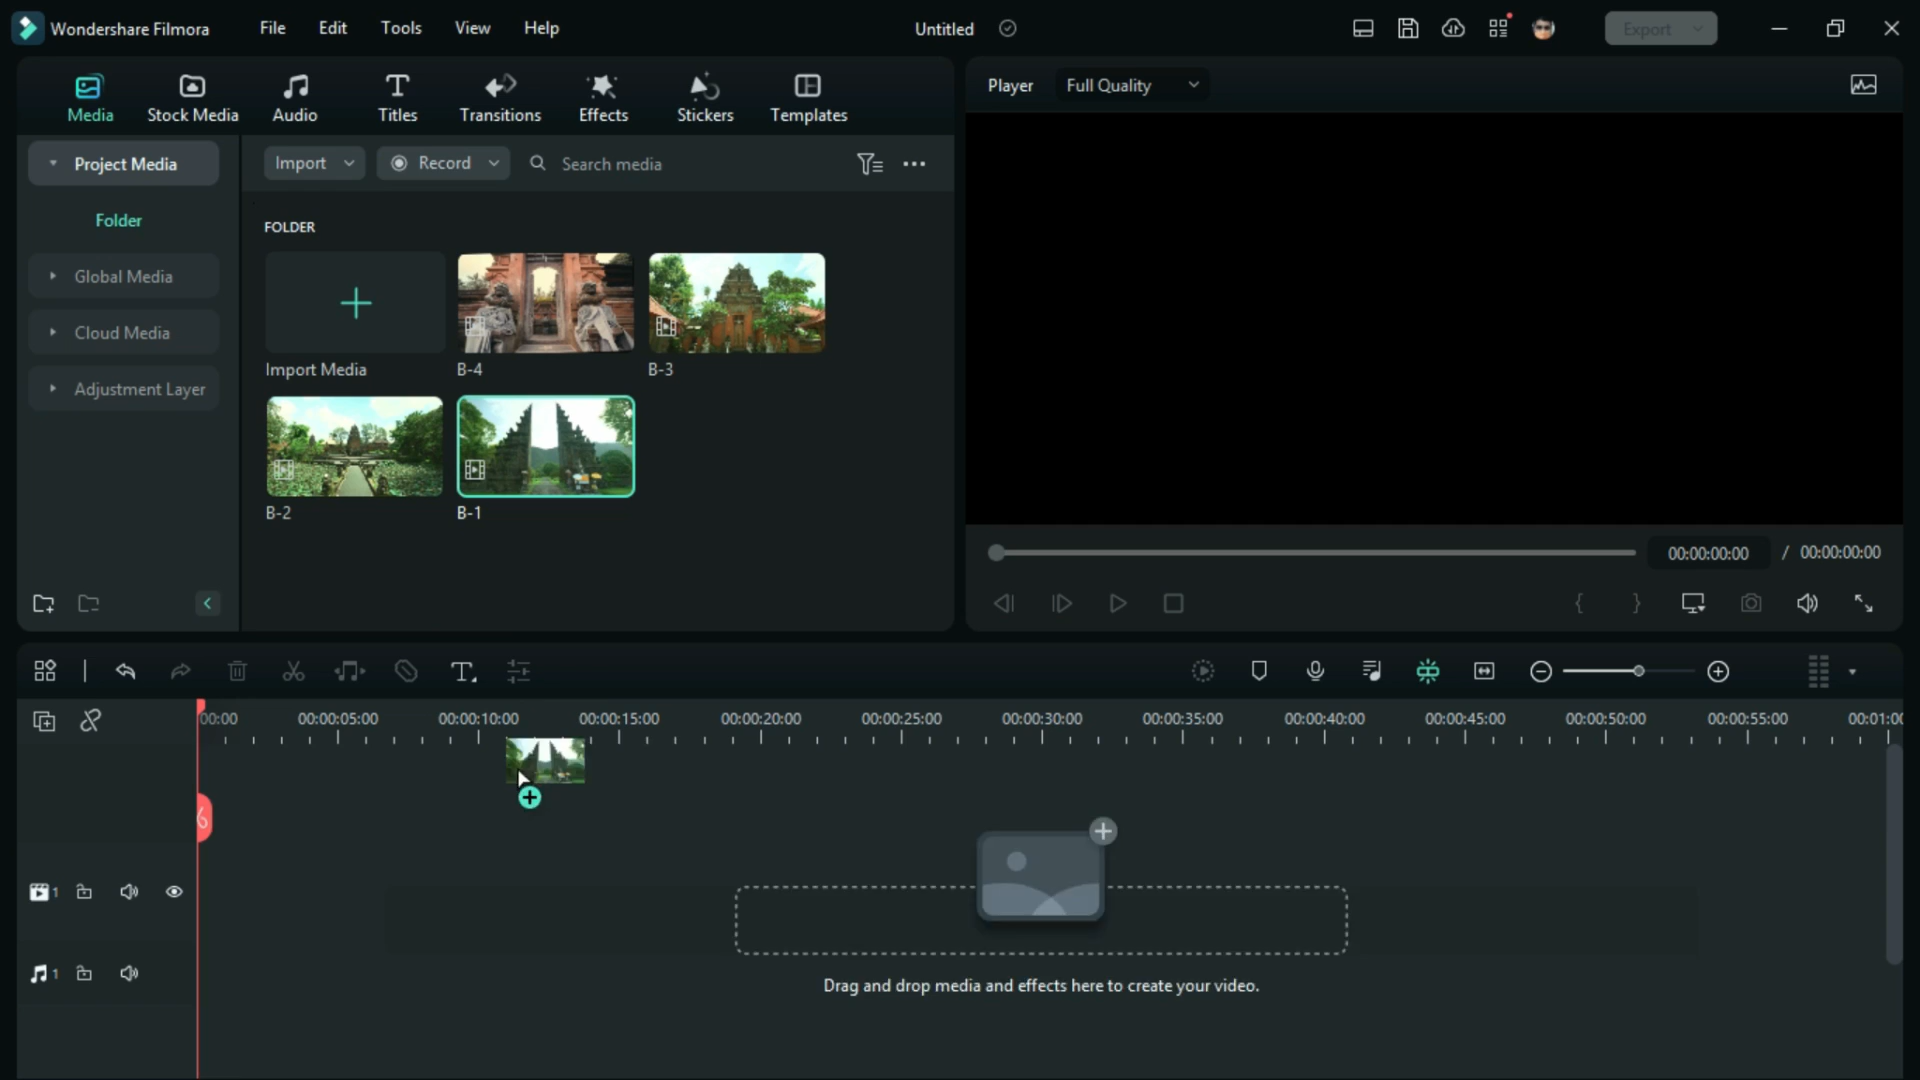 Wondershare Filmora
File
Edit
Tools
View
Help
Untitled
Export
Media
Stock Media
Audio
Titles
Transitions
Effects
Stickers
Templates
Player
Full Quality
Project Media
Folder
Global Media
Cloud Media
Adjustment Layer
Import
Record
Search media
FOLDER
Import Media
B-4
B-3
B-2
B-1
00:00:00:00
/ 00:00:00:00
00:00
00:00:05:00
00:00:10:00
00:00:15:00
00:00:20:00
00:00:25:00
00:00:30:00
00:00:35:00
00:00:40:00
00:00:45:00
00:00:50:00
00:00:55:00
00:01:00
1
1
Drag and drop media and effects here to create your video.